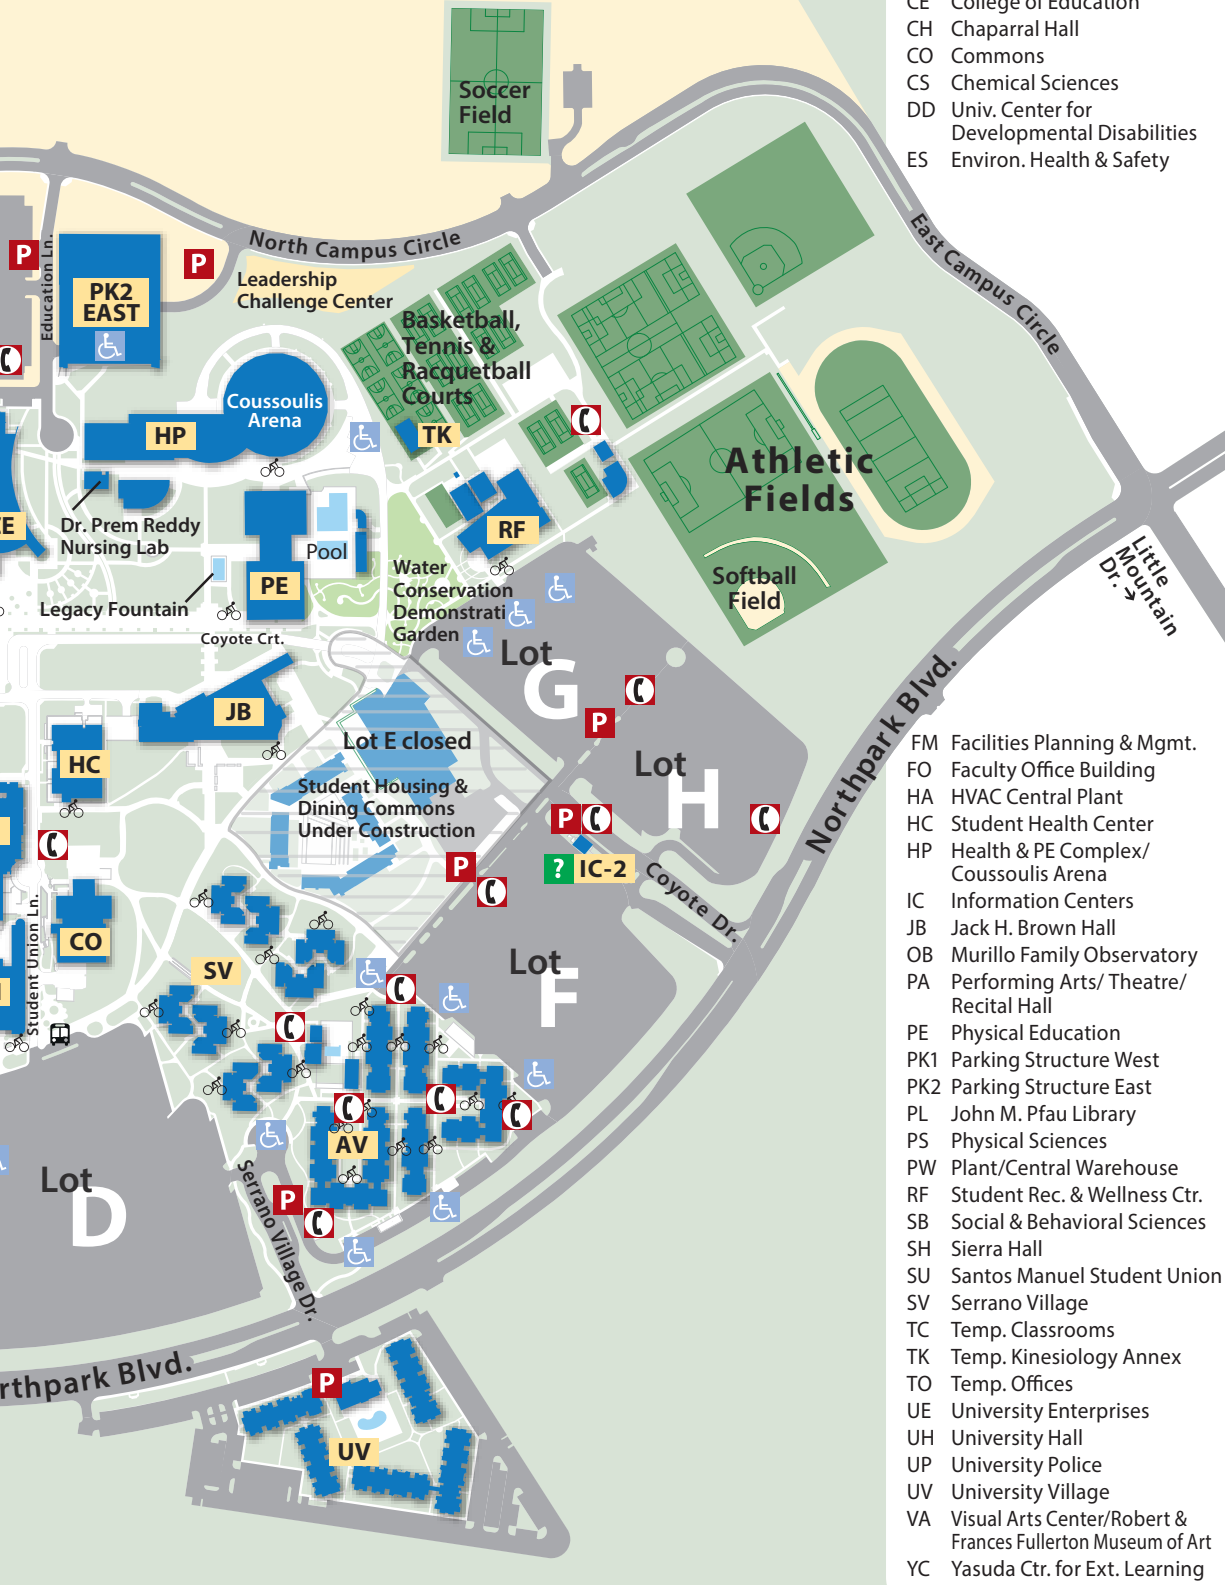 CE College of Education
CH Chaparral Hall
CO Commons
CS Chemical Sciences
DD Univ. Center for
Developmental Disabilities
ES Environ. Health & Safety
Soccer
Field
North Campus Circle
East Campus Circle
P
P
Education Ln.
PK2
EAST
Leadership
Challenge Center
Basketball,
Tennis &
Racquetball
Courts
Coussoulis
Arena
HP
TK
Athletic
Fields
Dr. Prem Reddy
Nursing Lab
RF
Pool
PE
Legacy Fountain
Water
Conservation
Demonstrati
Garden
Softball
Field
Little
Mountain
Dr.
Coyote Crt.
Lot
G
JB
P
Northpark Blvd.
Lot E closed
HC
Student Housing &
Dining Commons
Under Construction
Lot
H
P
? IC-2
P
Coyote Dr.
CO
Student Union Ln.
SV
Lot
F
AV
Lot
D
P
Serrano Village Dr.
rthpark Blvd.
P
UV
FM Facilities Planning & Mgmt.
FO Faculty Office Building
HA HVAC Central Plant
HC Student Health Center
HP Health & PE Complex/
Coussoulis Arena
IC Information Centers
JB Jack H. Brown Hall
OB Murillo Family Observatory
PA Performing Arts/ Theatre/
Recital Hall
PE Physical Education
PK1 Parking Structure West
PK2 Parking Structure East
PL John M. Pfau Library
PS Physical Sciences
PW Plant/Central Warehouse
RF Student Rec. & Wellness Ctr.
SB Social & Behavioral Sciences
SH Sierra Hall
SU Santos Manuel Student Union
SV Serrano Village
TC Temp. Classrooms
TK Temp. Kinesiology Annex
TO Temp. Offices
UE University Enterprises
UH University Hall
UP University Police
UV University Village
VA Visual Arts Center/Robert &
Frances Fullerton Museum of Art
YC Yasuda Ctr. for Ext. Learning